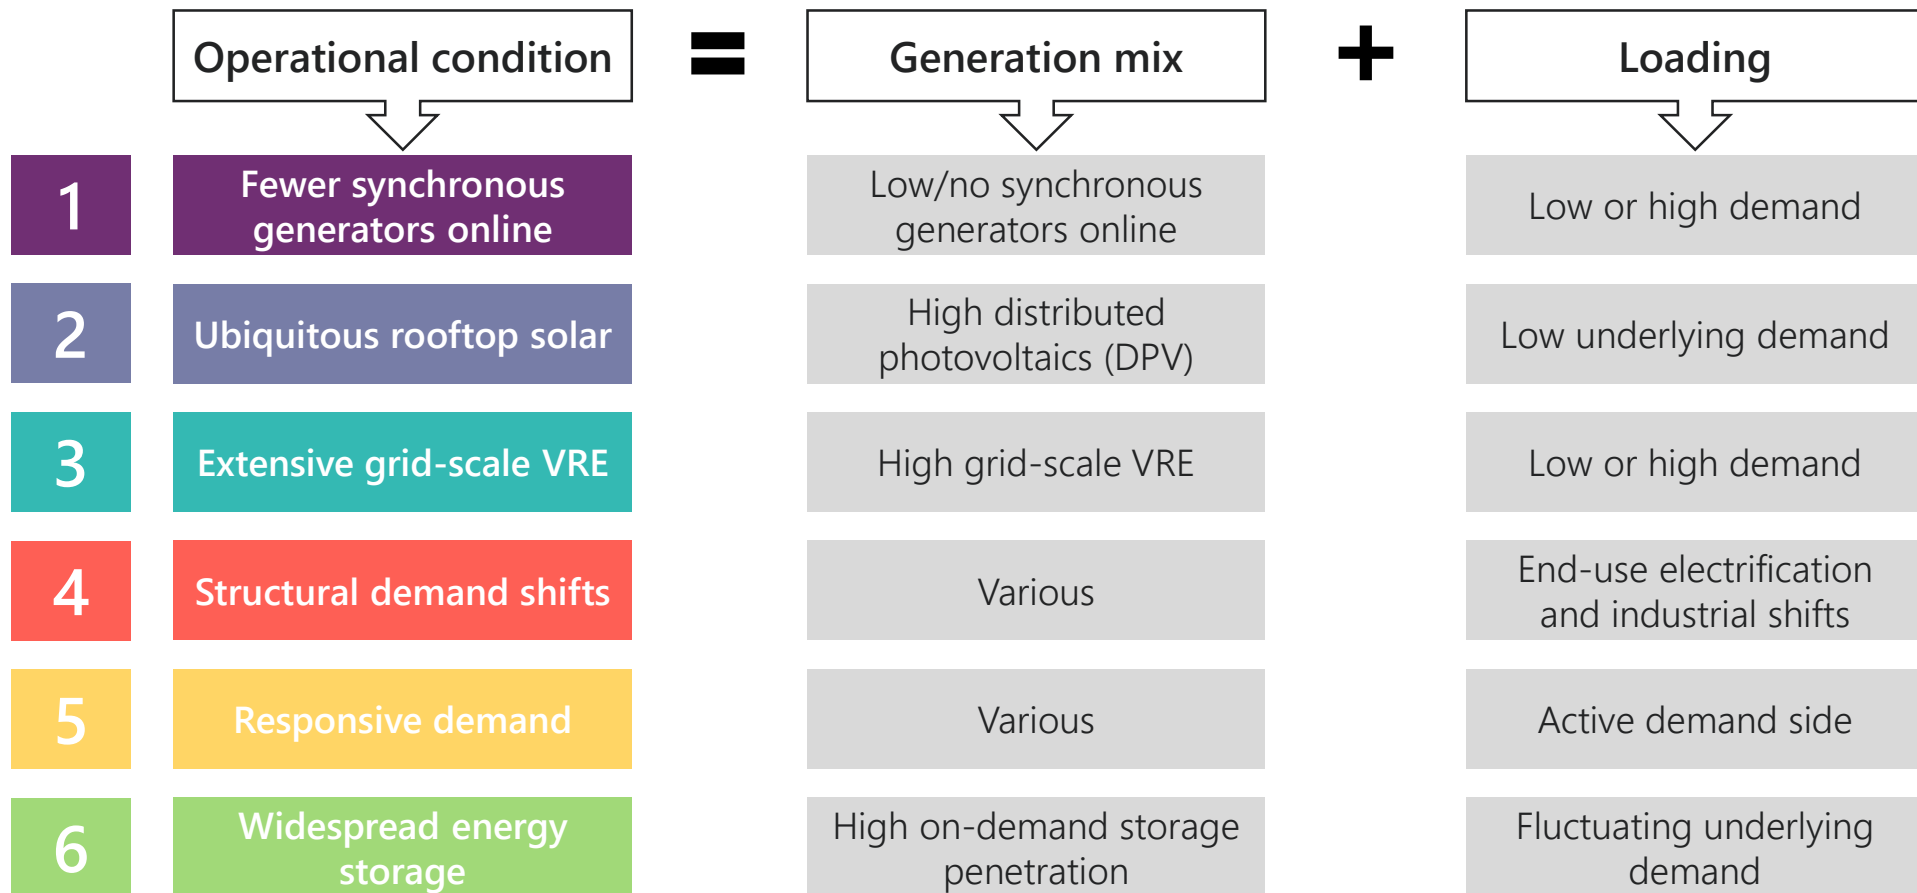 Operational condition = Generation mix + Loading
1 Fewer synchronous Low/no synchronous Low or high demand
generators online generators online
2 Ubiquitous rooftop solar High distributed Low underlying demand
photovoltaics (DPV)
3 Extensive grid-scale VRE High grid-scale VRE Low or high demand
4 Structural demand shifts Various End-use electrification
and industrial shifts
5 Responsive demand Various Active demand side
6 Widespread energy High on-demand storage Fluctuating underlying
storage penetration demand